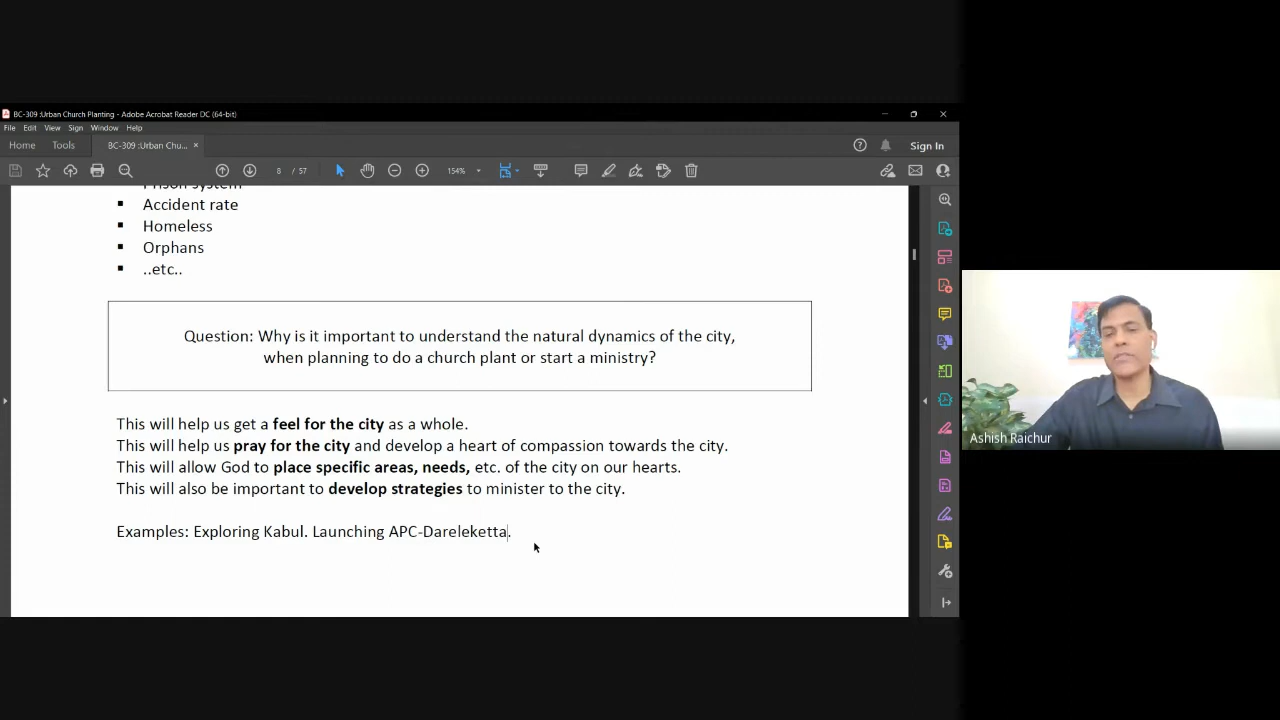 BC-309 :Urban Church Planting - Adobe Acrobat Reader DC (64-bit)
File Edit View Sign Window Help
Home Tools BC-309 :Urban Chu... × Sign In
8 / 57 154%
Prison system
▪ Accident rate
▪ Homeless
▪ Orphans
▪ ..etc..
Question: Why is it important to understand the natural dynamics of the city,
when planning to do a church plant or start a ministry?
This will help us get a feel for the city as a whole.
This will help us pray for the city and develop a heart of compassion towards the city.
This will allow God to place specific areas, needs, etc. of the city on our hearts.
This will also be important to develop strategies to minister to the city.
Examples: Exploring Kabul. Launching APC-Dareleketta.
Ashish Raichur